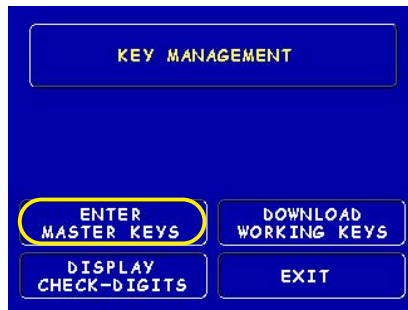 KEY MANAGEMENT
ENTER
MASTER KEYS
DOWNLOAD
WORKING KEYS
DISPLAY
CHECK-DIGITS
EXIT